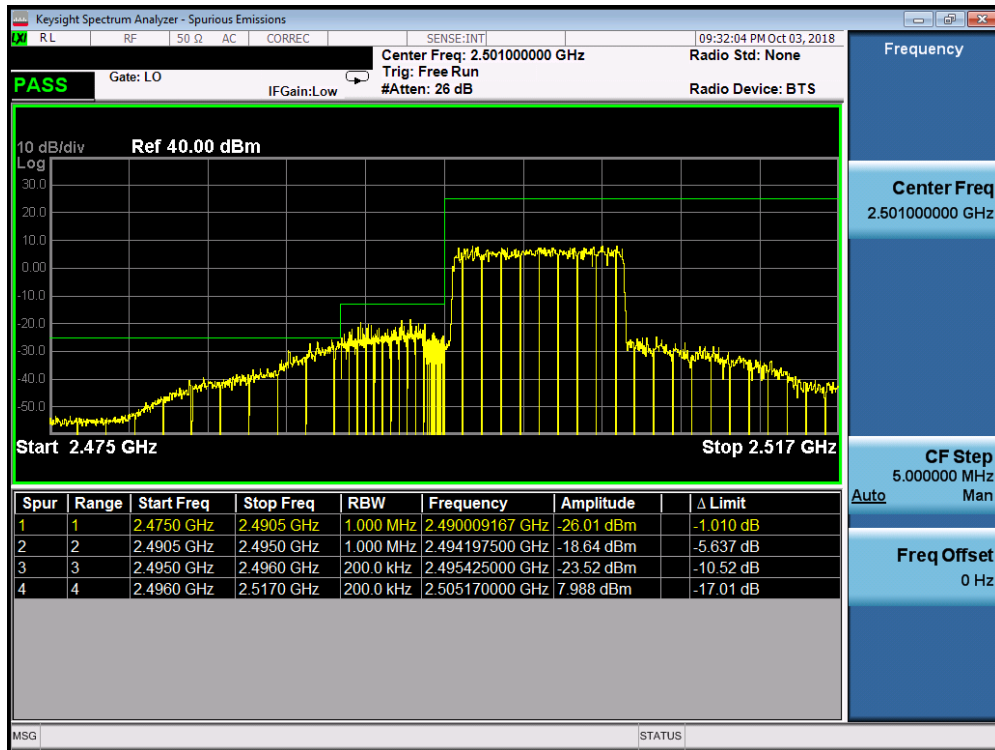 Keysight Spectrum Analyzer - Spurious Emissions
LXI RL RF 50 Ω AC CORREC SENSE:INT 09:32:04 PM Oct 03, 2018
Center Freq: 2.501000000 GHz Radio Std: None
PASS Gate: LO Trig: Free Run
IFGain:Low #Atten: 26 dB Radio Device: BTS
10 dB/div Ref 40.00 dBm
Log
30.0
20.0
10.0
0.00
-10.0
-20.0
-30.0
-40.0
-50.0
Start 2.475 GHz Stop 2.517 GHz
Spur Range Start Freq Stop Freq RBW Frequency Amplitude Δ Limit
1 1 2.4750 GHz 2.4905 GHz 1.000 MHz 2.490009167 GHz -26.01 dBm -1.010 dB
2 2 2.4905 GHz 2.4950 GHz 1.000 MHz 2.494197500 GHz -18.64 dBm -5.637 dB
3 3 2.4950 GHz 2.4960 GHz 200.0 kHz 2.495425000 GHz -23.52 dBm -10.52 dB
4 4 2.4960 GHz 2.5170 GHz 200.0 kHz 2.505170000 GHz 7.988 dBm -17.01 dB
Frequency
Center Freq
2.501000000 GHz
CF Step
5.000000 MHz
Auto Man
Freq Offset
0 Hz
MSG STATUS